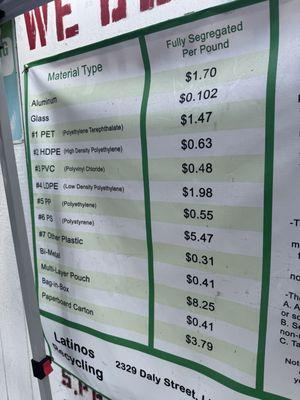 WE B
Material Type Fully Segregated
Per Pound
Aluminum $1.70
Glass $0.102
#1 PET (Polyethylene Terephthalate) $1.47
#2 HDPE (High Density Polyethylene) $0.63
#3 PVC (Polyvinyl Chloride) $0.48
#4 LDPE (Low Density Polyethylene) $1.98
#5 PP (Polyethylene) $0.55
#6 PS (Polystyrene) $5.47
#7 Other Plastic $0.31
Bi-Metal $0.41
Multi-Layer Pouch $8.25
Bag-in-Box $0.41
Paperboard Carton $3.79
Latinos
Recycling
2329 Daly Street, L